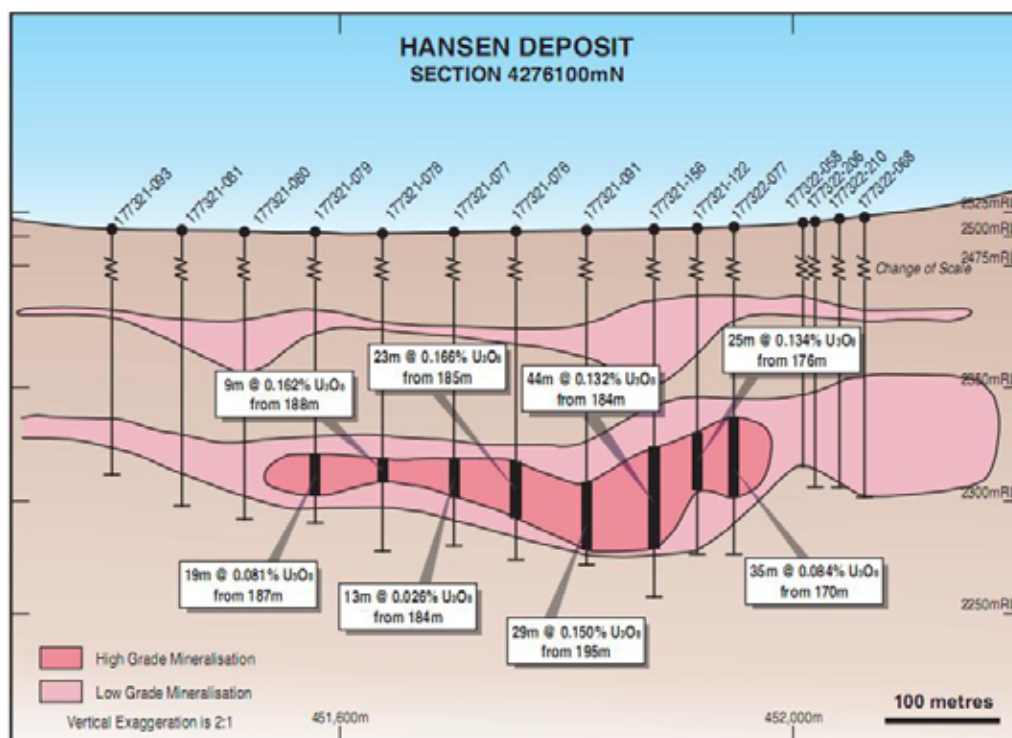 HANSEN DEPOSIT
SECTION 4276100mN
177321-093
177321-081
177321-080
177321-079
177321-078
177321-077
177321-076
177321-091
177321-156
177321-122
177322-077
177322-058
177322-206
177322-210
177322-068
2525mRL
2500mRL
2475mRL
Change of Scale
25m @ 0.134% U₃O₈
from 176m
23m @ 0.166% U₃O₈
from 185m
44m @ 0.132% U₃O₈
from 184m
9m @ 0.162% U₃O₈
from 188m
2350mRL
2300mRL
19m @ 0.081% U₃O₈
from 187m
13m @ 0.026% U₃O₈
from 184m
29m @ 0.150% U₃O₈
from 195m
35m @ 0.084% U₃O₈
from 170m
2250mRL
High Grade Mineralisation
Low Grade Mineralisation
Vertical Exaggeration is 2:1
451,600m
452,000m
100 metres